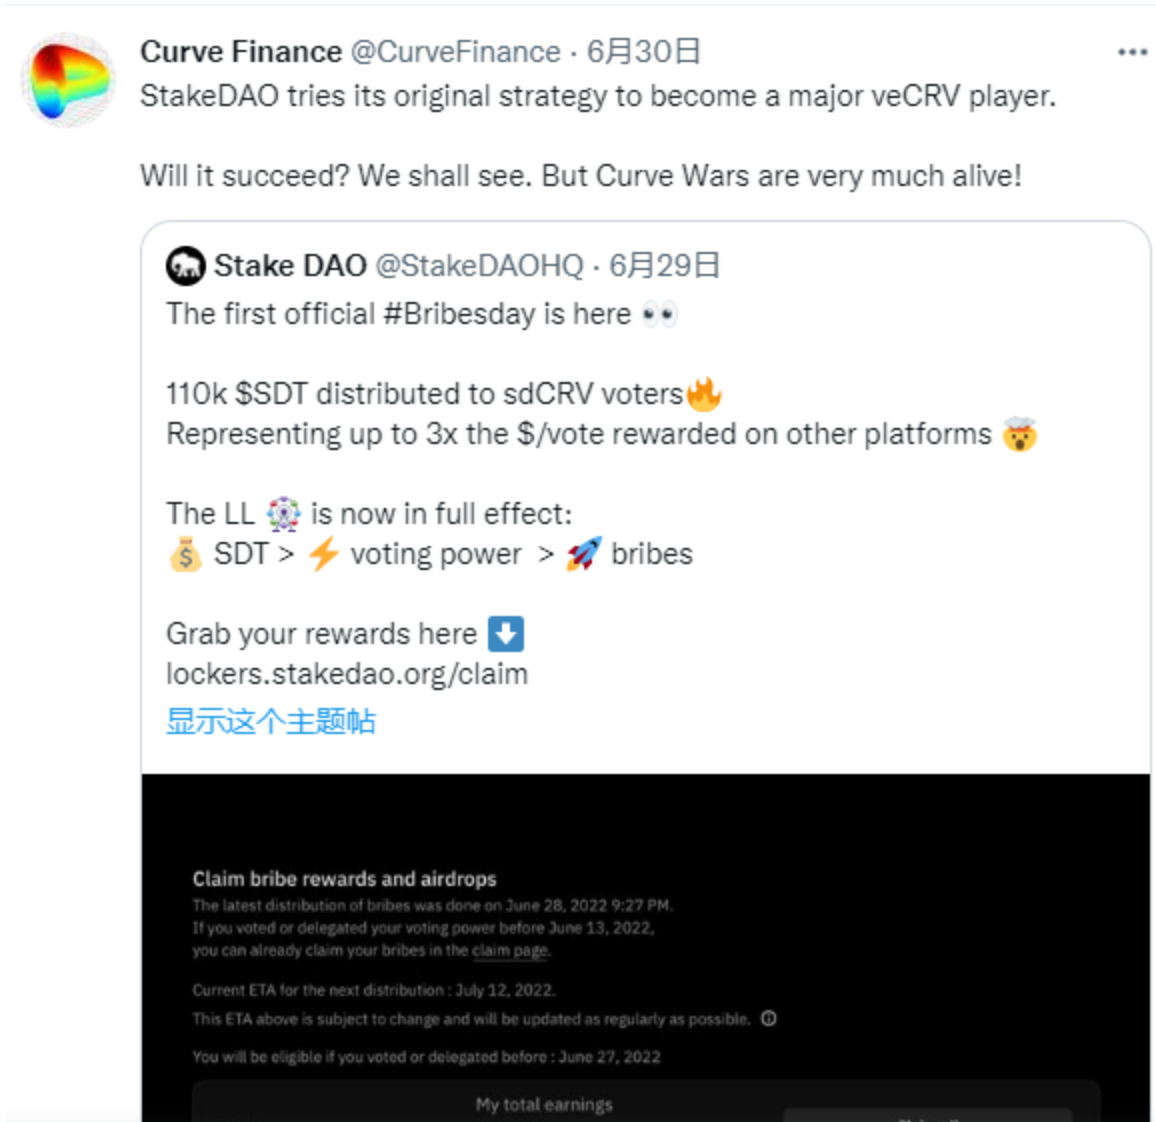 Curve Finance @CurveFinance · 6月30日
StakeDAO tries its original strategy to become a major veCRV player.
Will it succeed? We shall see. But Curve Wars are very much alive!
Stake DAO @StakeDAOHQ · 6月29日
The first official #Bribesday is here 👀
110k $SDT distributed to sdCRV voters🔥
Representing up to 3x the $/vote rewarded on other platforms 🤯
The LL 🎡 is now in full effect:
💰 SDT > ⚡ voting power > 🚀 bribes
Grab your rewards here ⬇️
lockers.stakedao.org/claim
显示这个主题帖
Claim bribe rewards and airdrops
The latest distribution of bribes was done on June 28, 2022 9:27 PM.
If you voted or delegated your voting power before June 13, 2022,
you can already claim your bribes in the claim page.
Current ETA for the next distribution : July 12, 2022.
This ETA above is subject to change and will be updated as regularly as possible.
You will be eligible if you voted or delegated before : June 27, 2022
My total earnings